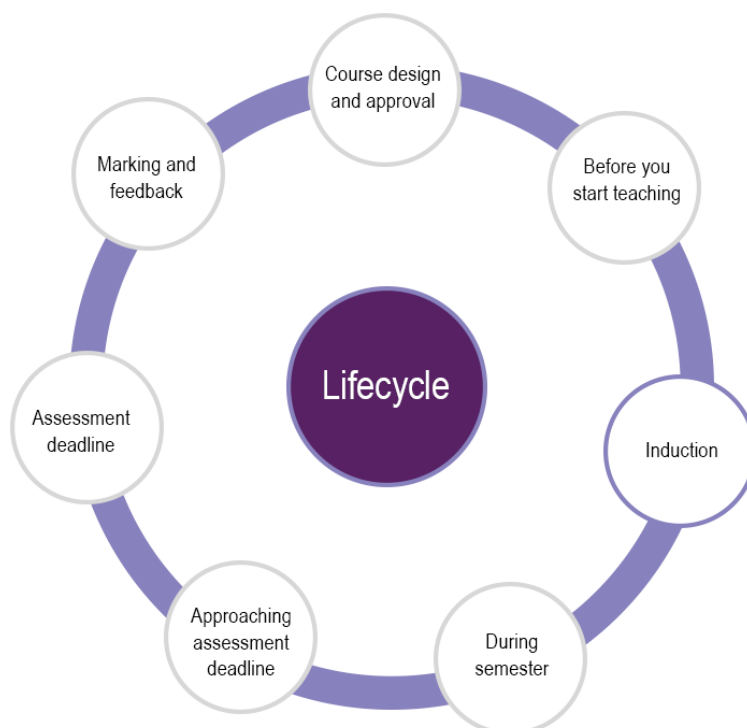 Course design
and approval
Before you
start teaching
Induction
During
semester
Approaching
assessment
deadline
Assessment
deadline
Marking and
feedback
Lifecycle